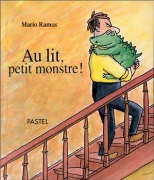 Mario Ramos
Au lit,
petit monstre!
PASTEL